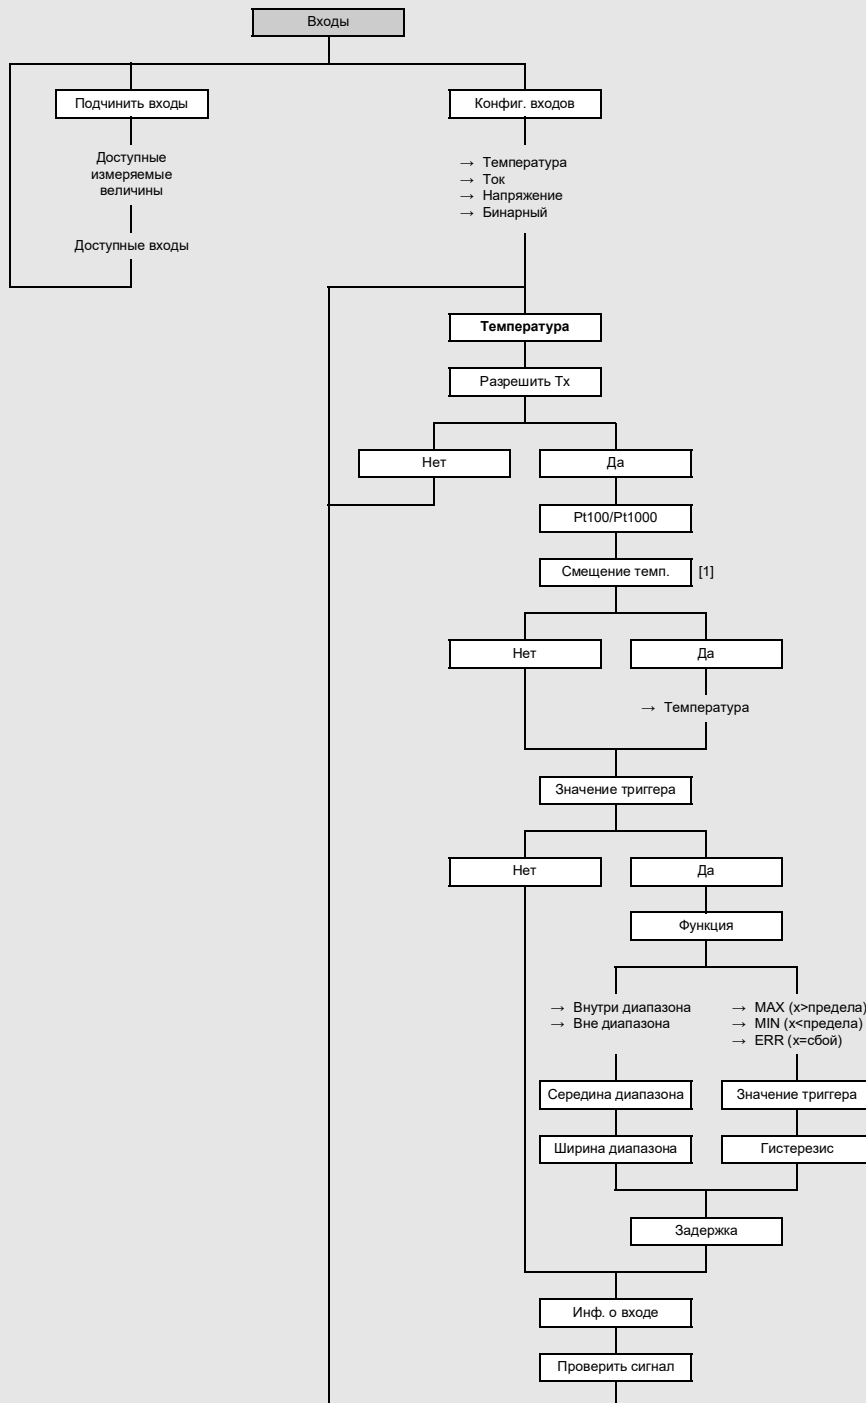 Входы
Подчинить входы
Конфиг. входов
Доступные
измеряемые
величины
→ Температура
→ Ток
→ Напряжение
→ Бинарный
Доступные входы
Температура
Разрешить Tx
Нет
Да
Pt100/Pt1000
Смещение темп. [1]
Нет
Да
→ Температура
Значение триггера
Нет
Да
Функция
→ Внутри диапазона
→ Вне диапазона
→ MAX (x>предела)
→ MIN (x<предела)
→ ERR (x=сбой)
Середина диапазона
Значение триггера
Ширина диапазона
Гистерезис
Задержка
Инф. о входе
Проверить сигнал